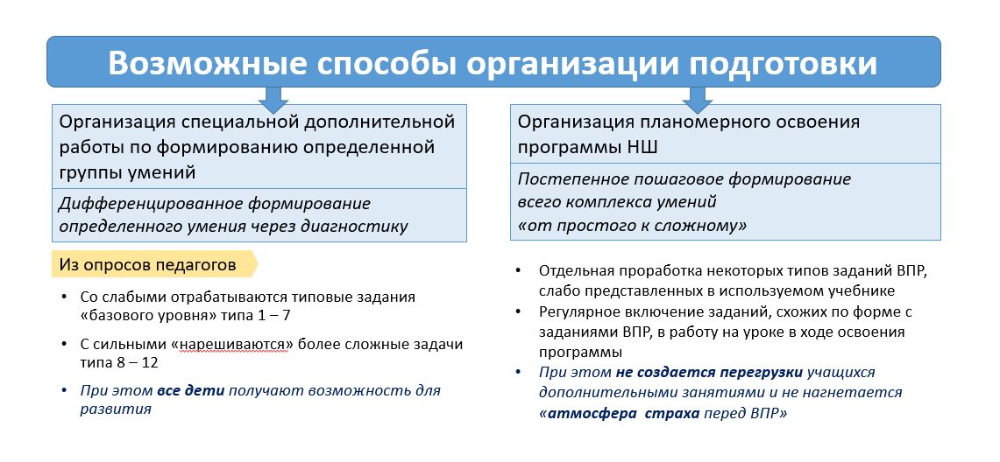 Возможные способы организации подготовки
Организация специальной дополнительной
работы по формированию определенной
группы умений
Дифференцированное формирование
определенного умения через диагностику
Из опросов педагогов
• Со слабыми отрабатываются типовые задания
«базового уровня» типа 1 – 7
• С сильными «нарешиваются» более сложные задачи
типа 8 – 12
• При этом все дети получают возможность для
развития
Организация планомерного освоения
программы НШ
Постепенное пошаговое формирование
всего комплекса умений
«от простого к сложному»
• Отдельная проработка некоторых типов заданий ВПР,
слабо представленных в используемом учебнике
• Регулярное включение заданий, схожих по форме с
заданиями ВПР, в работу на уроке в ходе освоения
программы
• При этом не создается перегрузки учащихся
дополнительными занятиями и не нагнетается
«атмосфера страха перед ВПР»